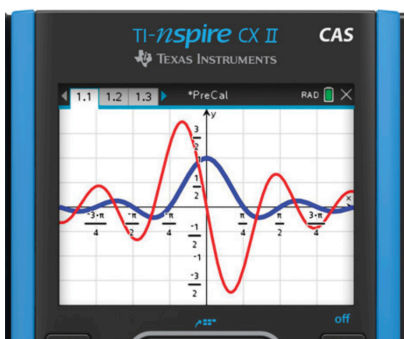 TI-nspire CX II CAS
TEXAS INSTRUMENTS
1.1 1.2 1.3 *PreCal RAD
y
3
2
1
1
2
x
-3·π
4
-π
2
-π
4
π
4
π
2
3·π
4
-1
2
-1
-3
2
off